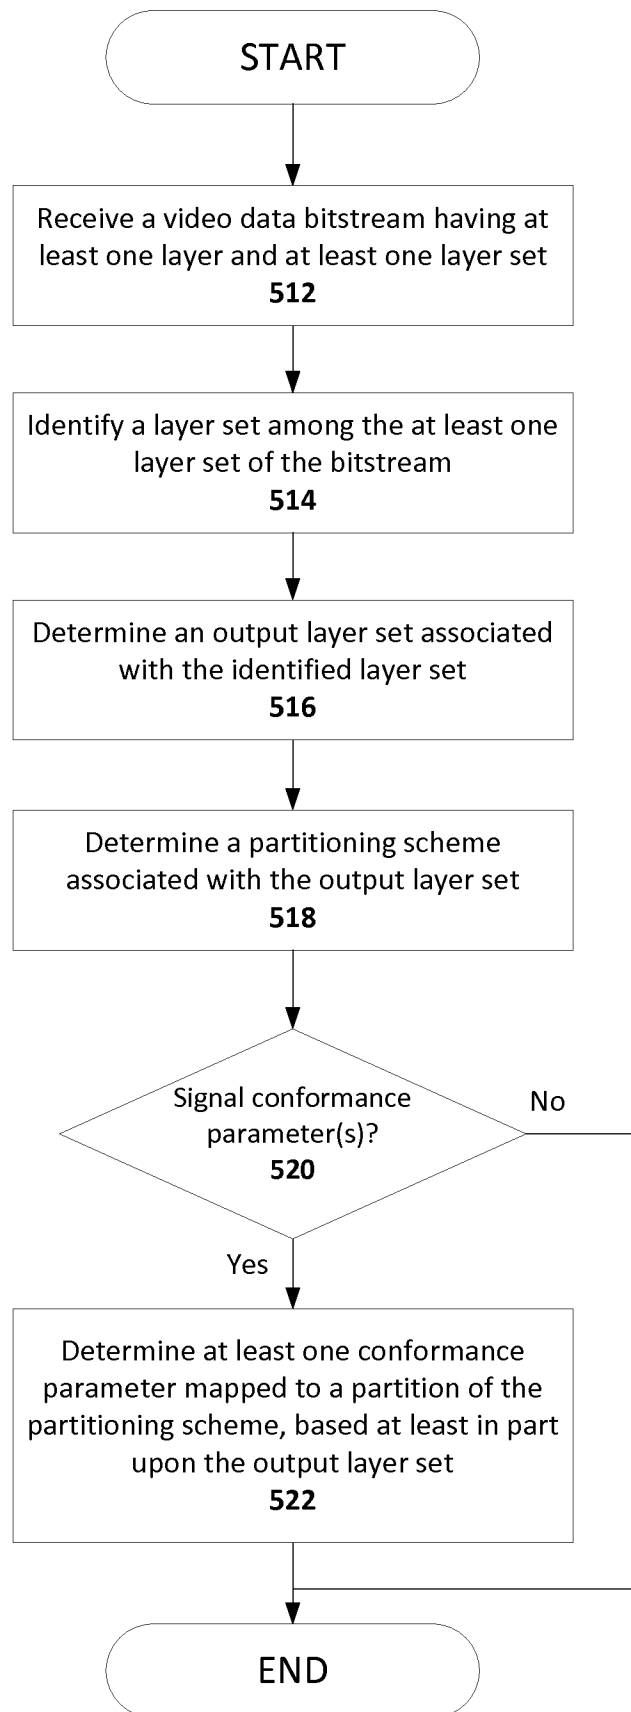 START
Receive a video data bitstream having at
least one layer and at least one layer set
512
Identify a layer set among the at least one
layer set of the bitstream
514
Determine an output layer set associated
with the identified layer set
516
Determine a partitioning scheme
associated with the output layer set
518
Signal conformance
parameter(s)?
520
No
Yes
Determine at least one conformance
parameter mapped to a partition of the
partitioning scheme, based at least in part
upon the output layer set
522
END